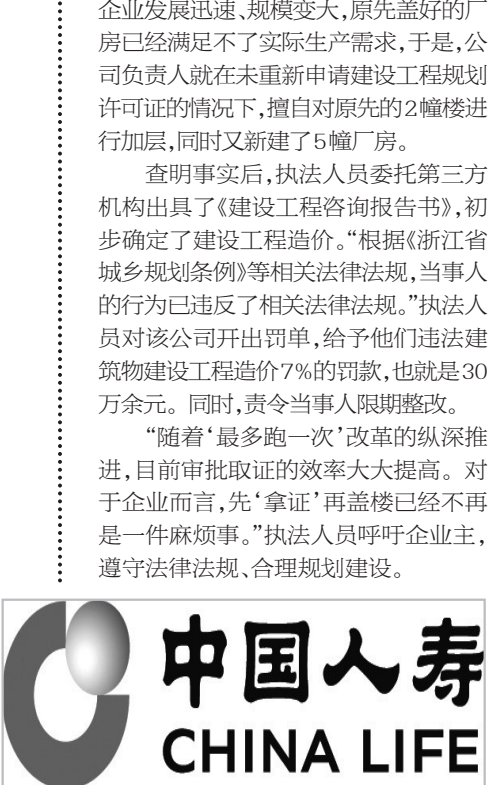 企业发展迅速、规模变大,原先盖好的厂
房已经满足不了实际生产需求,于是,公
司负责人就在未重新申请建设工程规划
许可证的情况下,擅自对原先的2幢楼进
行加层,同时又新建了5幢厂房。
查明事实后,执法人员委托第三方
机构出具了《建设工程咨询报告书》,初
步确定了建设工程造价。“根据《浙江省
城乡规划条例》等相关法律法规,当事人
的行为已违反了相关法律法规。”执法人
员对该公司开出罚单,给予他们违法建
筑物建设工程造价7%的罚款,也就是30
万余元。同时,责令当事人限期整改。
“随着‘最多跑一次’改革的纵深推
进,目前审批取证的效率大大提高。对
于企业而言,先‘拿证’再盖楼已经不再
是一件麻烦事。”执法人员呼吁企业主,
遵守法律法规、合理规划建设。
中国人寿
CHINA LIFE